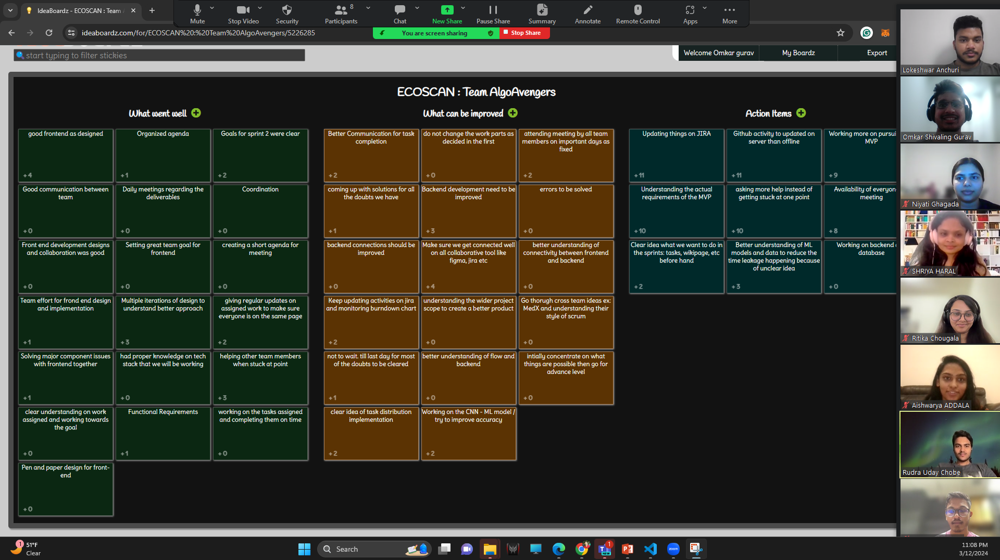 IdeaBoardz - ECOSCAN : Team
Mute
Stop Video
Security
Participants
8
Chat
New Share
Pause Share
Summary
Annotate
Remote Control
Apps
More
ideaboardz.com/for/ECOSCAN%20:%20Team%20AlgoAvengers/5226285
You are screen sharing
Stop Share
start typing to filter stickies
Welcome Omkar gurav
My Boardz
Export
ECOSCAN : Team AlgoAvengers
What went well
good frontend as designed
+4
Organized agenda
+1
Goals for sprint 2 were clear
+2
Good communication between
team
+0
Daily meetings regarding the
deliverables
+0
Coordination
+0
Front end development designs
and collaboration was good
+0
Setting great team goal for
frontend
+0
creating a short agenda for
meeting
+0
Team effort for frond end design
and implementation
+1
Multiple iterations of design to
understand better approach
+3
giving regular updates on
assigned work to make sure
everyone is on the same page
+2
Solving major component issues
with frontend together
+1
had proper knowledge on tech
stack that we will be working
+0
helping other team members
when stuck at point
+3
clear understanding on work
assigned and working towards
the goal
+0
Functional Requirements
+1
working on the tasks assigned
and completing them on time
+0
Pen and paper design for front-
end
+0
What can be improved
Better Communication for task
completion
+2
do not change the work parts as
decided in the first
+0
attending meeting by all team
members on important days as
fixed
+2
coming up with solutions for all
the doubts we have
+1
Backend development need to be
improved
+3
errors to be solved
+0
backend connections should be
improved
+0
Make sure we get connected well
on all collaborative tool like
figma, jira etc
+4
better understanding of
connectivity between frontend
and backend
+0
Keep updating activities on jira
and monitoring burndown chart
+2
understanding the wider project
scope to create a better product
+0
Go thorugh cross team ideas ex:
MedX and understanding their
style of scrum
+0
not to wait. till last day for most
of the doubts to be cleared
+1
better understanding of flow and
backend
+0
intially concentrate on what
things are possible then go for
advance level
+0
clear idea of task distribution
implementation
+2
Working on the CNN - ML model /
try to improve accuracy
+2
Action Items
Updating things on JIRA
+11
Github activity to updated on
server than offline
+11
Working more on pursui
MVP
+9
Understanding the actual
requirements of the MVP
+10
asking more help instead of
getting stuck at one point
+10
Availability of everyon
meeting
+8
Clear idea what we want to do in
the sprints: tasks, wikipage, etc
before hand
+2
Better understanding of ML
models and data to reduce the
time leakage happening because
of unclear idea
+3
Working on backend
database
+0
Lokeshwar Anchuri
Omkar Shivaling Gurav
Niyati Ghagada
SHRIYA HARAL
Ritika Chougala
Aishwarya ADDALA
Rudra Uday Chobe
1
51°F
Clear
Search
1
NEW
zoom
11:08 PM
3/12/2024